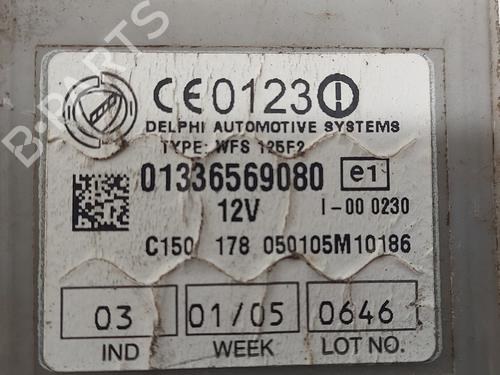 B-PARTS
CE0123
DELPHI AUTOMOTIVE SYSTEMS
TYPE: WFS 125F2
01336569080 e1
12V I-00 0230
C150 178 050105M10186
03 01/05 0646
IND WEEK LOT NO.